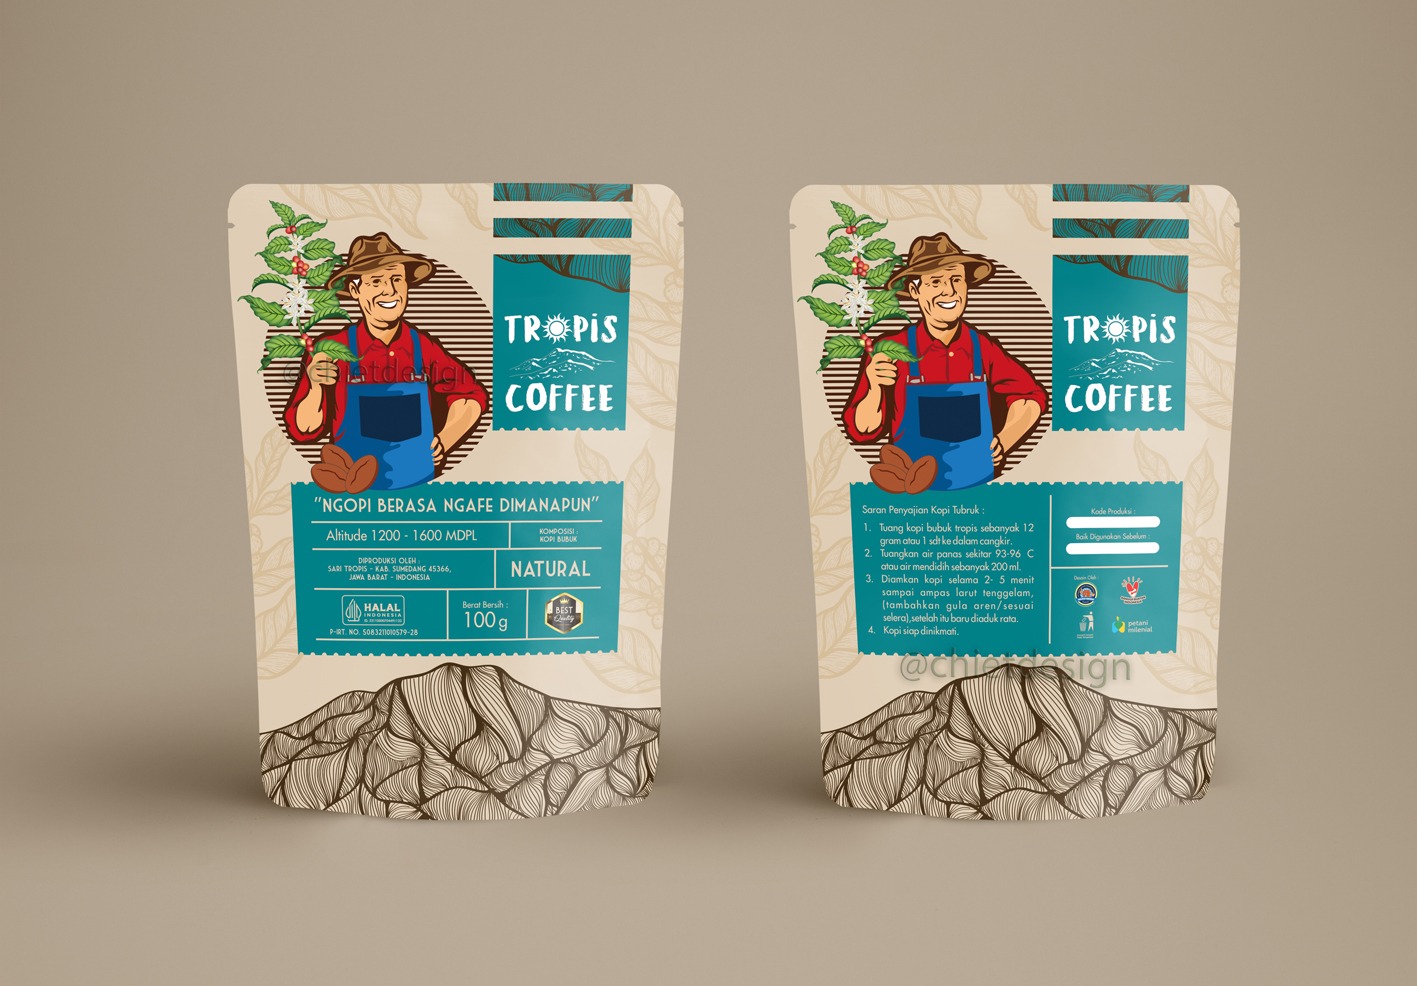 TROPiS
COFFEE
@chietdesign
"NGOPI BERASA NGAFE DIMANAPUN"
Altitude 1200 - 1600 MDPL
KOMPOSISI :
KOPI BUBUK
DIPRODUKSI OLEH :
SARI TROPIS - KAB. SUMEDANG 45366,
JAWA BARAT - INDONESIA
NATURAL
HALAL
INDONESIA
P-IRT. NO. 5083211010579-28
Berat Bersih :
100 g
BEST
Quality
TROPiS
COFFEE
Saran Penyajian Kopi Tubruk :
1. Tuang kopi bubuk tropis sebanyak 12
gram atau 1 sdt ke dalam cangkir.
2. Tuangkan air panas sekitar 93-96 C
atau air mendidih sebanyak 200 ml.
3. Diamkan kopi selama 2- 5 menit
sampai ampas larut tenggelam,
(tambahkan gula aren/sesuai
selera),setelah itu baru diaduk rata.
4. Kopi siap dinikmati.
Kode Produksi :
Baik Digunakan Sebelum :
petani
milenial
@chietdesign